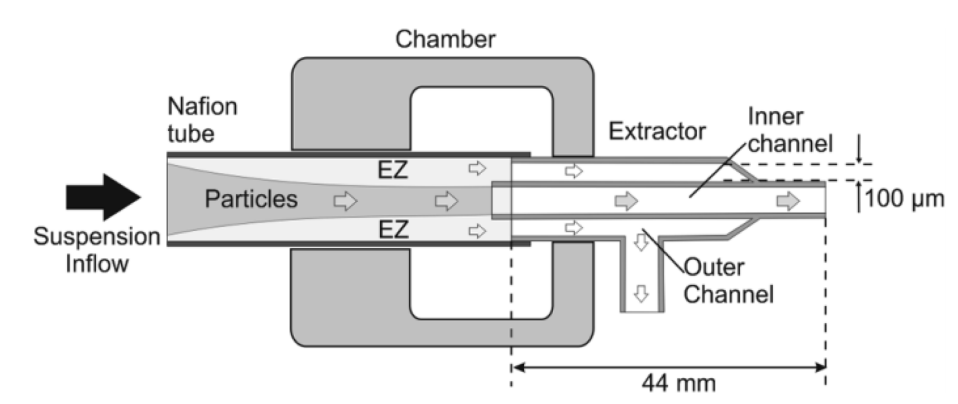 Chamber
Nafion
tube
Inner
channel
Extractor
EZ
Particles
100 μm
Suspension
Inflow
EZ
Outer
Channel
44 mm